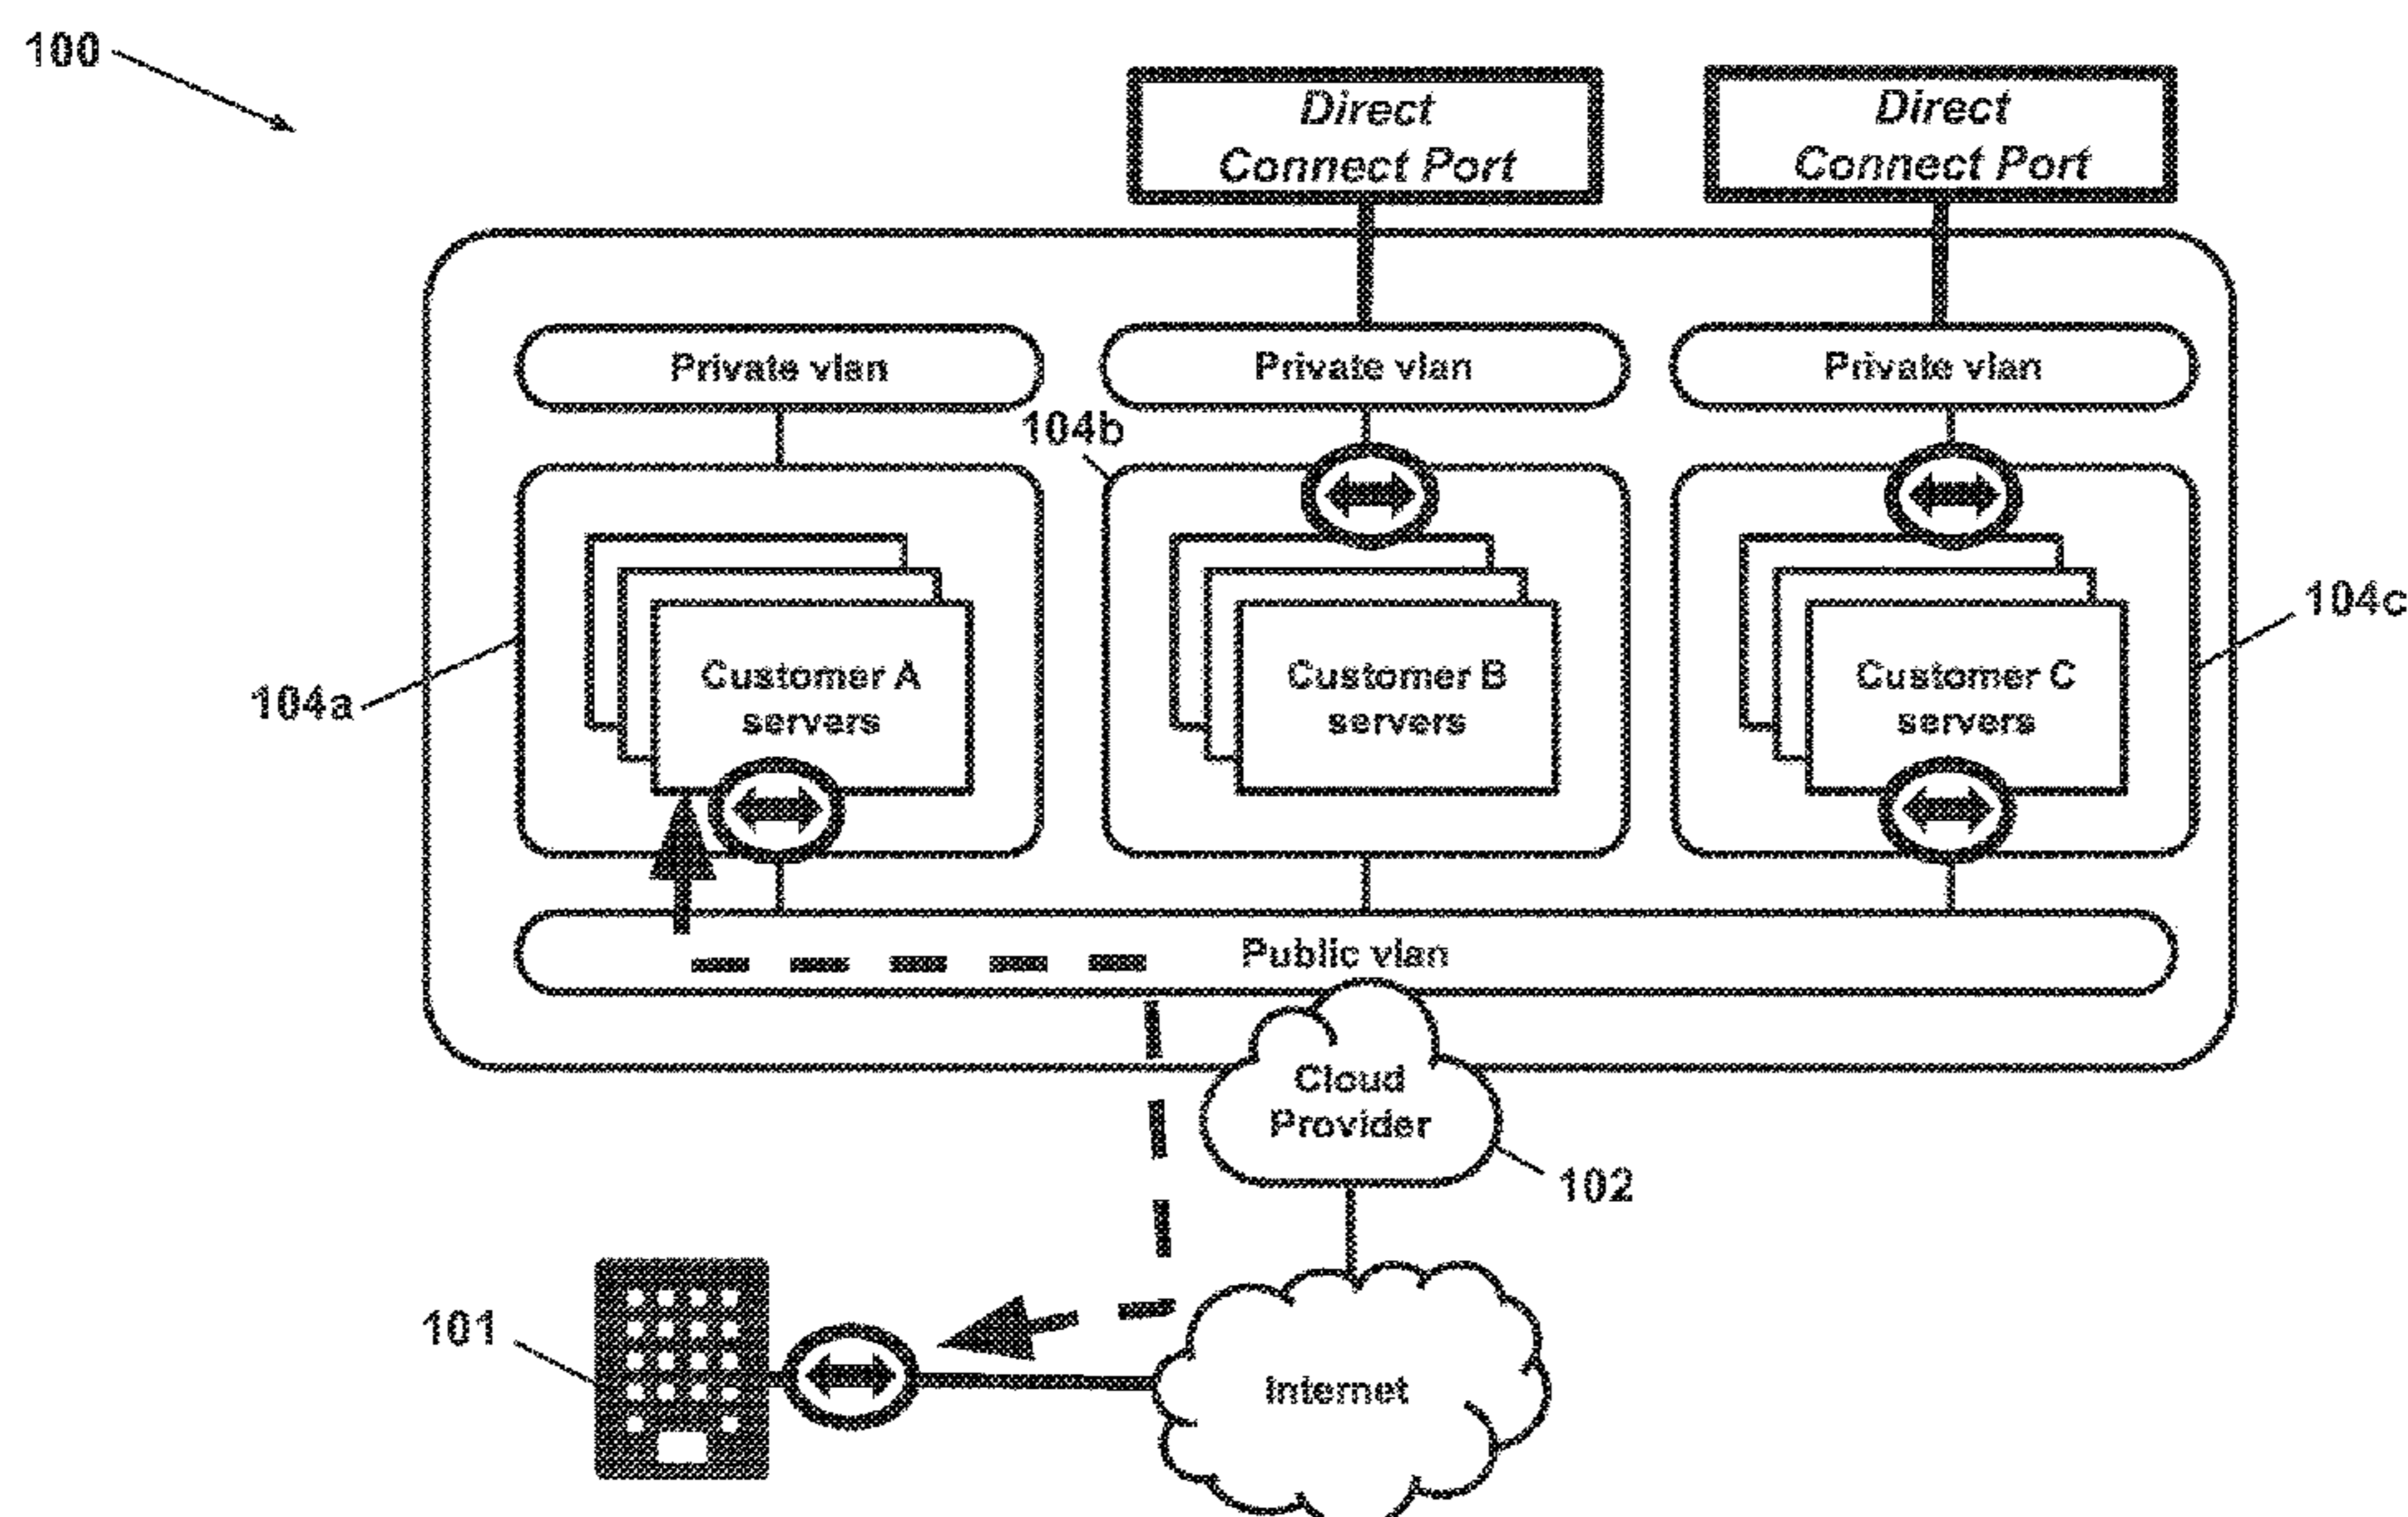 100
Direct
Connect Port
Direct
Connect Port
Private vlan
Private vlan
Private vlan
104b
104a
Customer A
servers
Customer B
servers
Customer C
servers
104c
Public vlan
Cloud
Provider
102
101
Internet